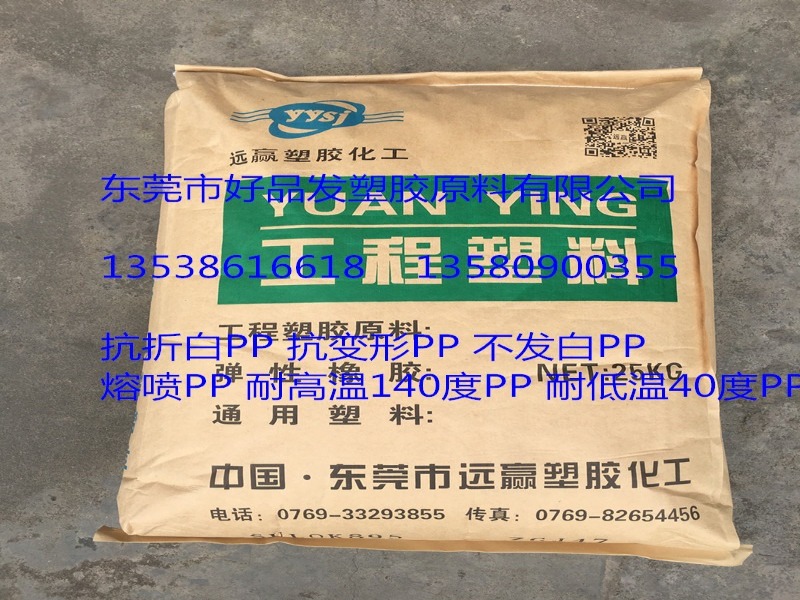 yysj
远赢塑胶化工
远赢
东莞市好品发塑胶原料有限公司
YUAN YING
工程塑料
13538616618 13580900355
工程塑胶原料:
抗折白PP 抗变形PP 不发白PP
弹性橡胶: NET:25KG
熔喷PP 耐高温140度PP 耐低温40度PP
通用塑料:
中国·东莞市远赢塑胶化工
电话: 0769-33293855 传真: 0769-82654456